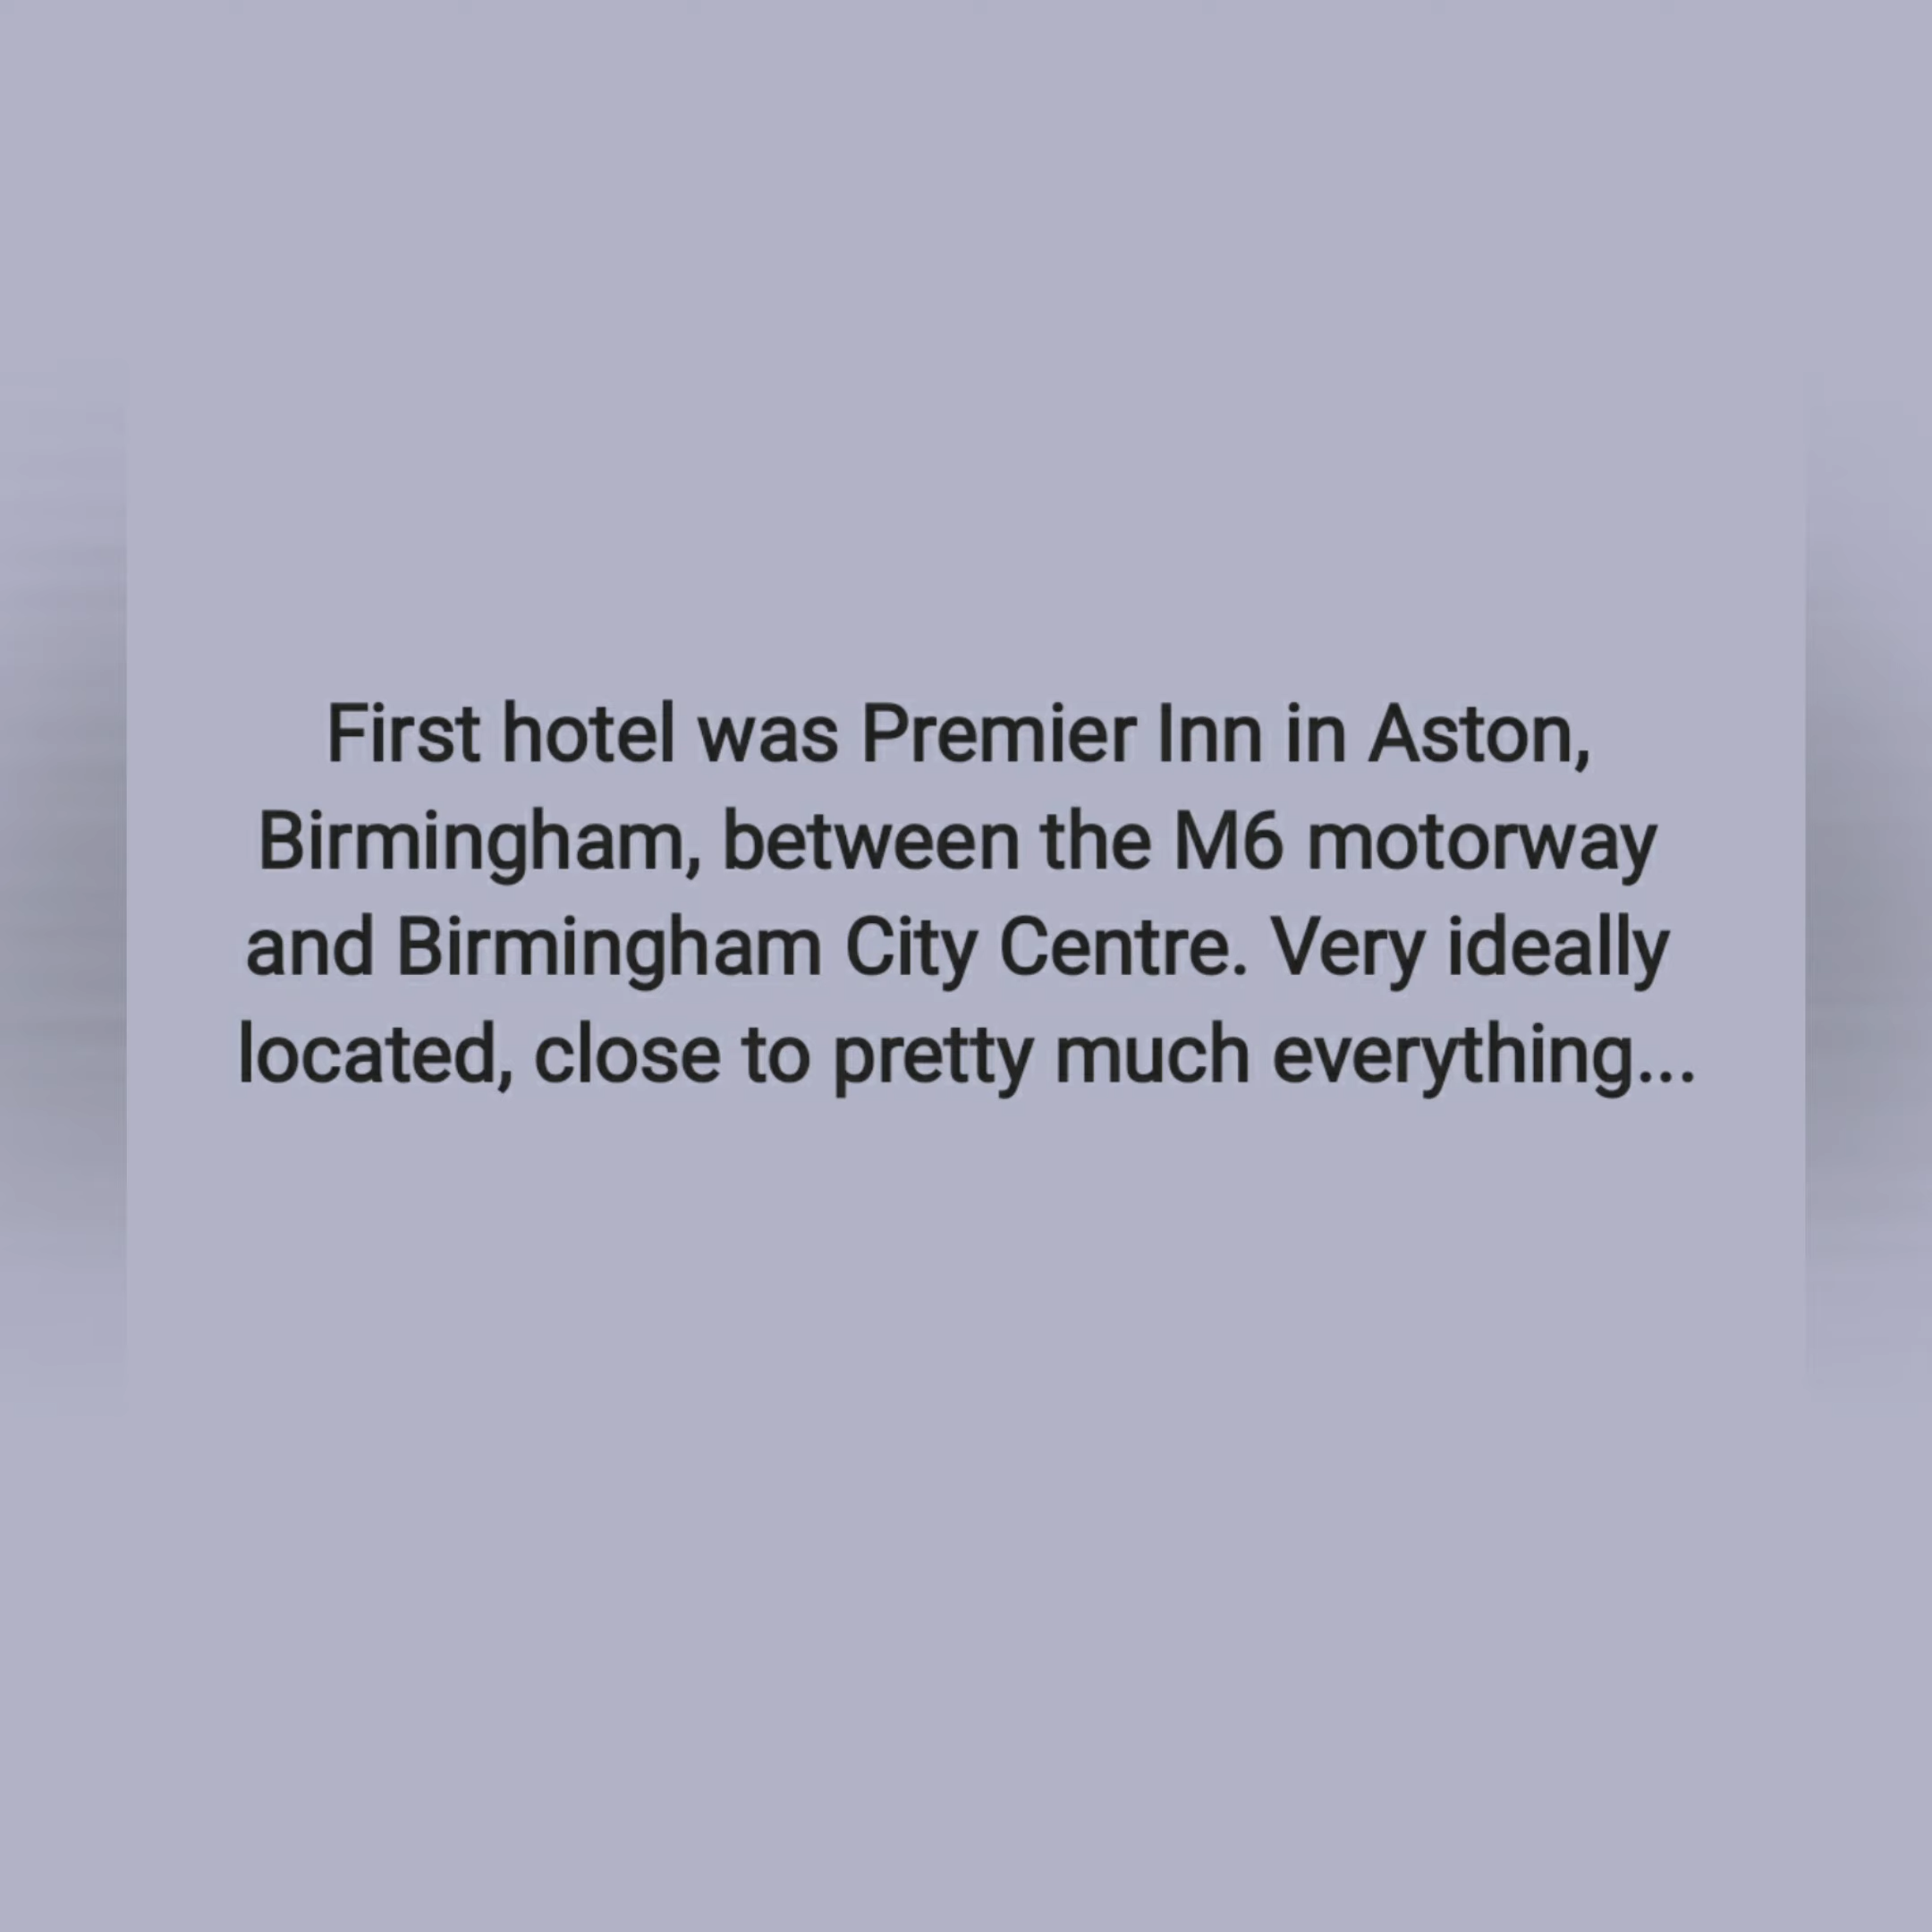 First hotel was Premier Inn in Aston,
Birmingham, between the M6 motorway
and Birmingham City Centre. Very ideally
located, close to pretty much everything...